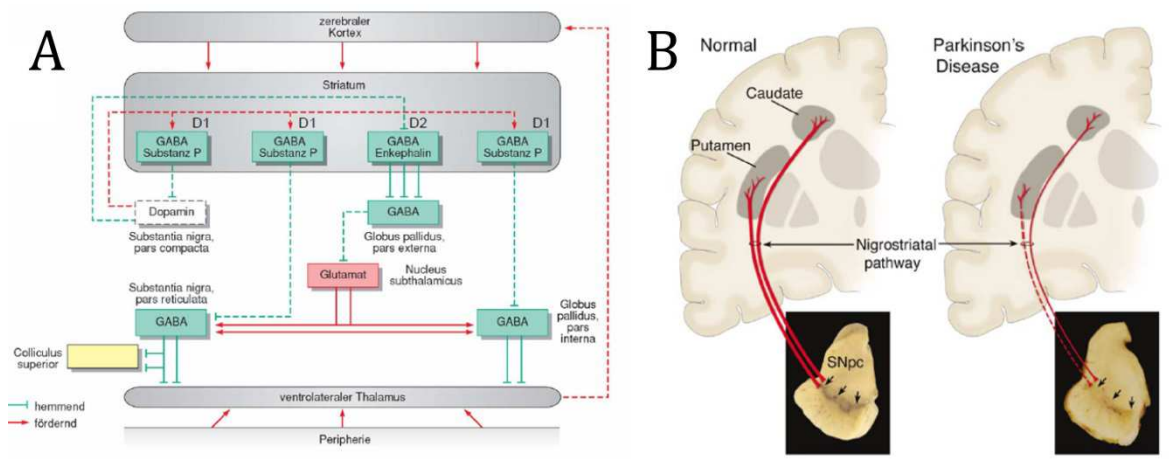 A
zerebraler
Kortex
Striatum
D1
D1
D2
D1
GABA
Substanz P
GABA
Substanz P
GABA
Enkephalin
GABA
Substanz P
Dopamin
Substantia nigra,
pars compacta
GABA
Globus pallidus,
pars externa
Glutamat
Nucleus
subthalamicus
Substantia nigra,
pars reticulata
GABA
GABA
Globus
pallidus,
pars
interna
Colliculus
superior
ventrolateraler Thalamus
hemmend
fördernd
Peripherie
B
Normal
Parkinson's
Disease
Caudate
Putamen
Nigrostriatal
pathway
SNpc